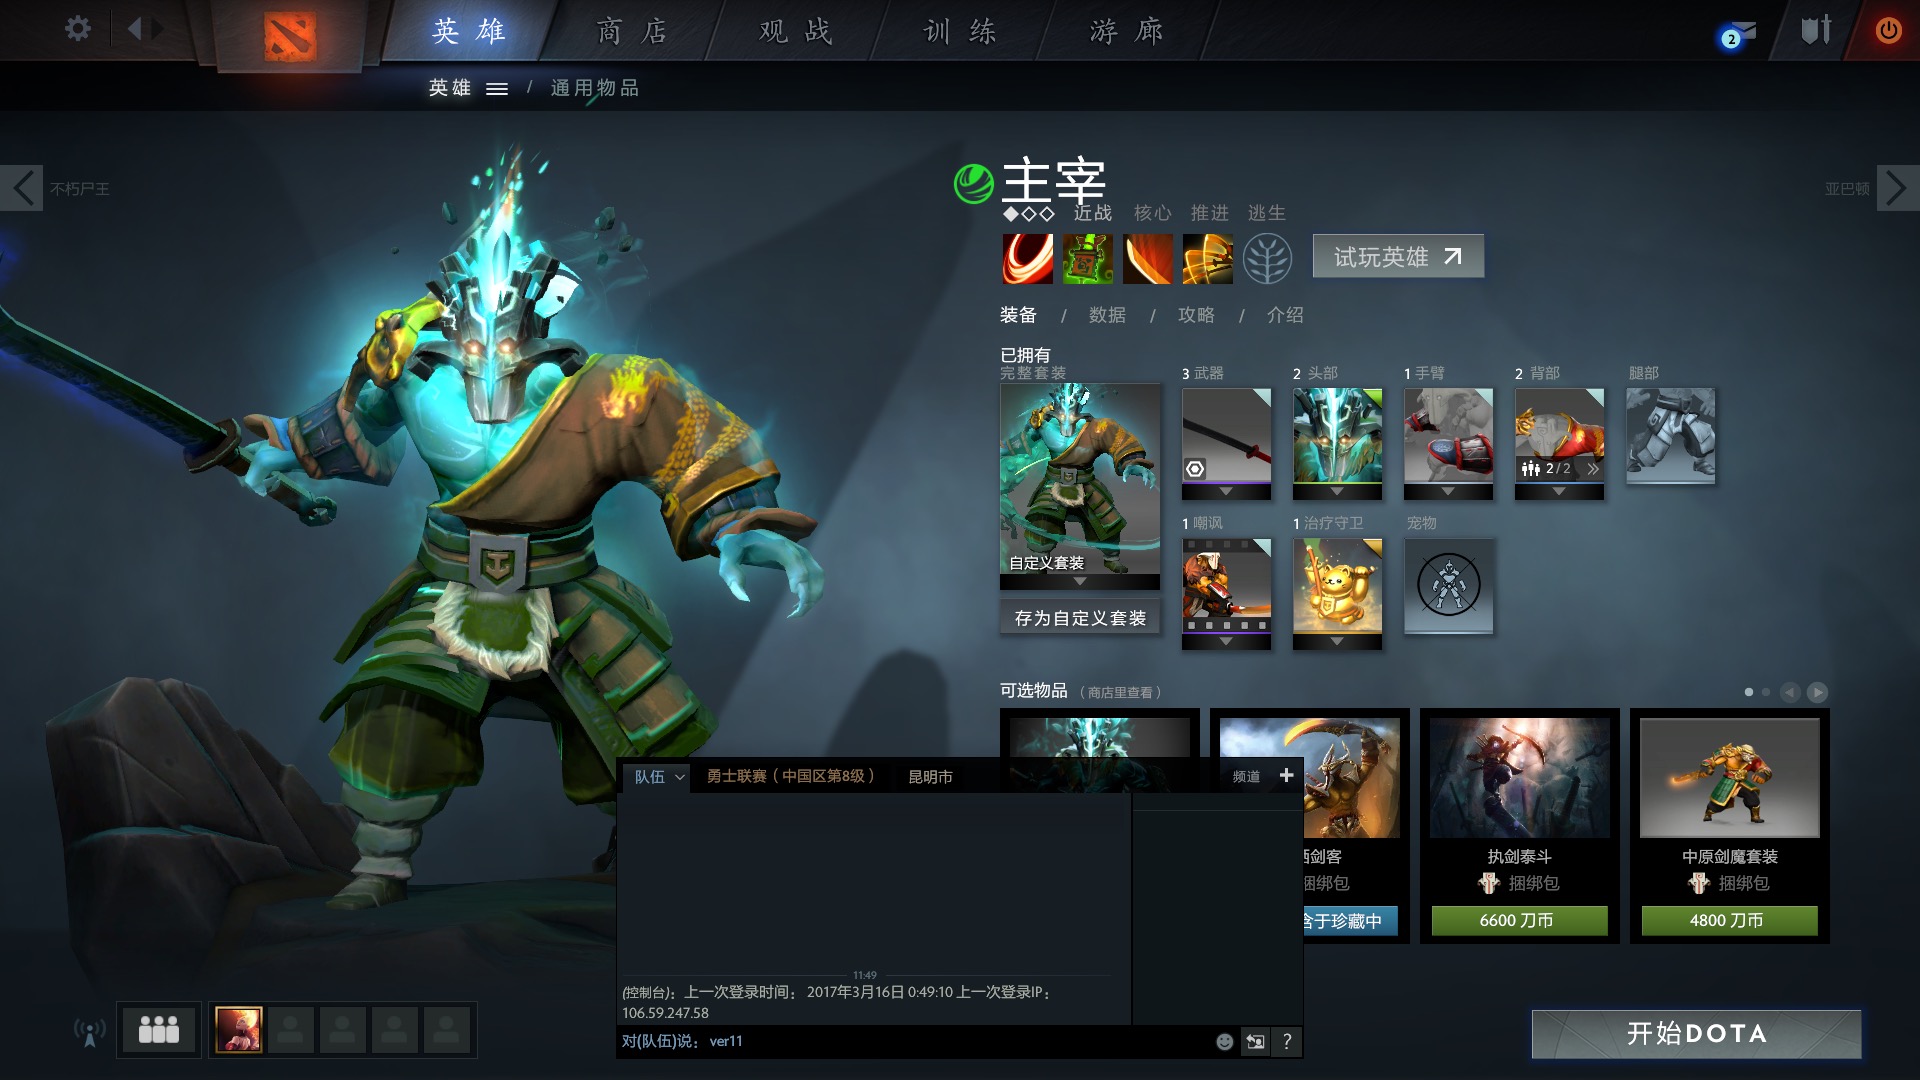 英雄 商店 观战 训练 游廊
2
英雄 / 通用物品
不朽尸王
亚巴顿
主宰
近战 核心 推进 逃生
试玩英雄
装备 / 数据 / 攻略 / 介绍
已拥有
完整套装
3 武器 2 头部 1 手臂 2 背部 腿部
2/2
自定义套装
存为自定义套装
1 嘲讽 1 治疗守卫 宠物
可选物品 (商店里查看)
队伍 勇士联赛(中国区第8级) 昆明市 频道 +
剑客
捆绑包
含于珍藏中
执剑泰斗
捆绑包
6600 刀币
中原剑魔套装
捆绑包
4800 刀币
11:49
(控制台): 上一次登录时间: 2017年3月16日 0:49:10 上一次登录IP:
106.59.247.58
对(队伍)说: ver11
?
开始DOTA